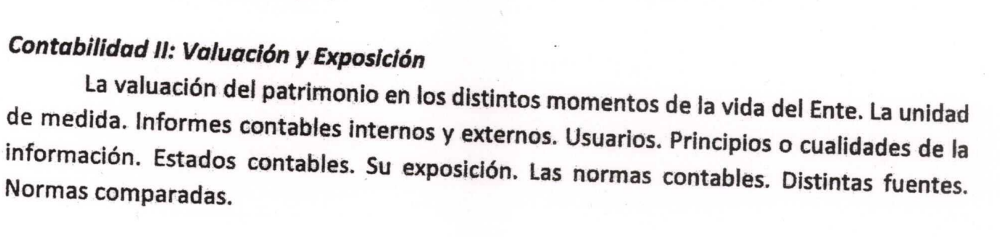 Contabilidad II: Valuación y Exposición
La valuación del patrimonio en los distintos momentos de la vida del Ente. La unidad
de medida. Informes contables internos y externos. Usuarios. Principios o cualidades de la
información. Estados contables. Su exposición. Las normas contables. Distintas fuentes.
Normas comparadas.